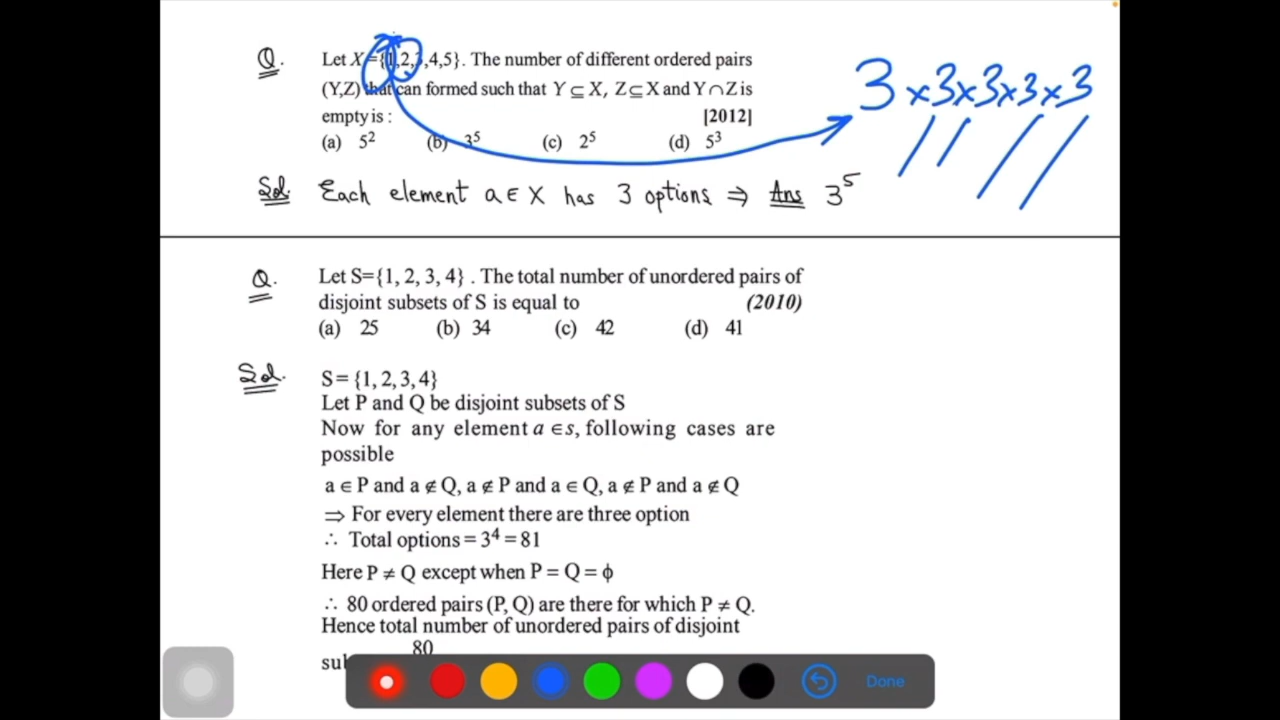 Q. Let X={1,2,3,4,5}. The number of different ordered pairs
(Y,Z) that can formed such that Y ⊆ X, Z ⊆ X and Y ∩ Z is
empty is : [2012]
(a) 5² (b) 3⁵ (c) 2⁵ (d) 5³
3×3×3×3×3
Sol. Each element a ∈ X has 3 options ⇒ Ans 3⁵
Q. Let S={1, 2, 3, 4} . The total number of unordered pairs of
disjoint subsets of S is equal to (2010)
(a) 25 (b) 34 (c) 42 (d) 41
Sol. S= {1, 2, 3, 4}
Let P and Q be disjoint subsets of S
Now for any element a ∈ s, following cases are
possible
a ∈ P and a ∉ Q, a ∉ P and a ∈ Q, a ∉ P and a ∉ Q
⇒ For every element there are three option
∴ Total options = 3⁴ = 81
Here P ≠ Q except when P = Q = ϕ
∴ 80 ordered pairs (P, Q) are there for which P ≠ Q.
Hence total number of unordered pairs of disjoint
80
Done